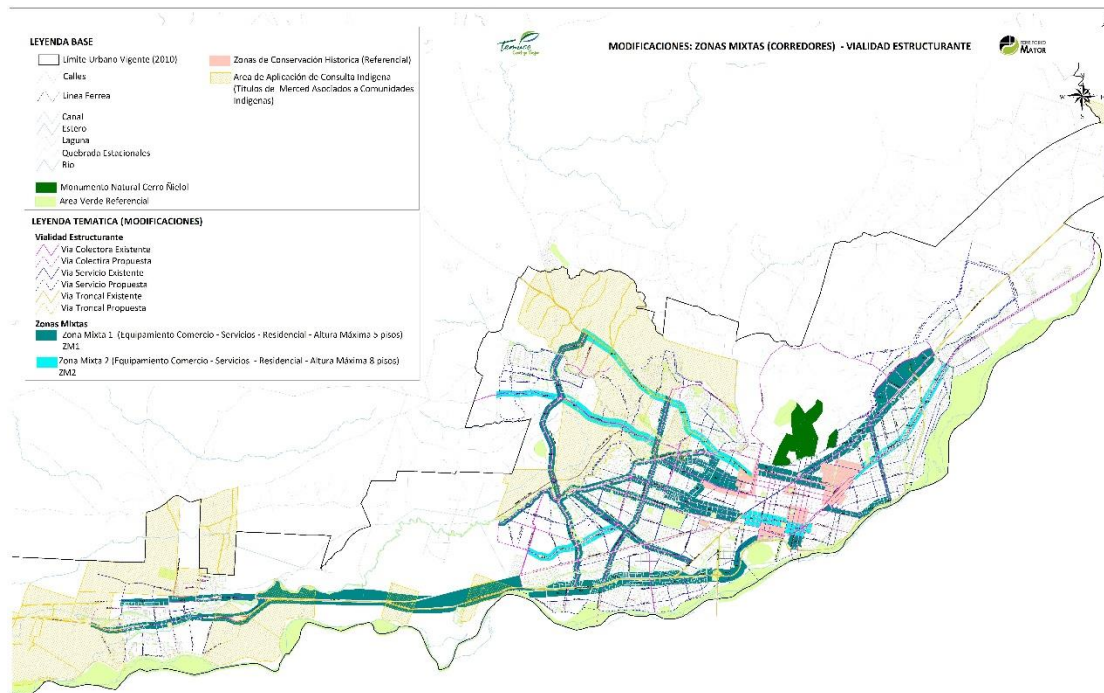 LEYENDA BASE
Límite Urbano Vigente (2010)
Calles
Linea Ferrea
Canal
Estero
Laguna
Quebrada Estacionales
Rio
Monumento Natural Cerro Ñielol
Area Verde Referencial
Zonas de Conservación Historica (Referencial)
Area de Aplicación de Consulta Indigena
(Titulos de Merced Asociados a Comunidades
Indigenas)
Temuco
MODIFICACIONES: ZONAS MIXTAS (CORREDORES) - VIALIDAD ESTRUCTURANTE
TERRITORIO
MAYOR
N
W
E
S
LEYENDA TEMATICA (MODIFICACIONES)
Vialidad Estructurante
Via Colectora Existente
Via Colectira Propuesta
Via Servicio Existente
Via Servicio Propuesta
Via Troncal Existente
Via Troncal Propuesta
Zonas Mixtas
Zona Mixta 1 (Equipamiento Comercio - Servicios - Residencial - Altura Máxima 5 pisos)
ZM1
Zona Mixta 2 (Equipamiento Comercio - Servicios - Residencial - Altura Máxima 8 pisos)
ZM2